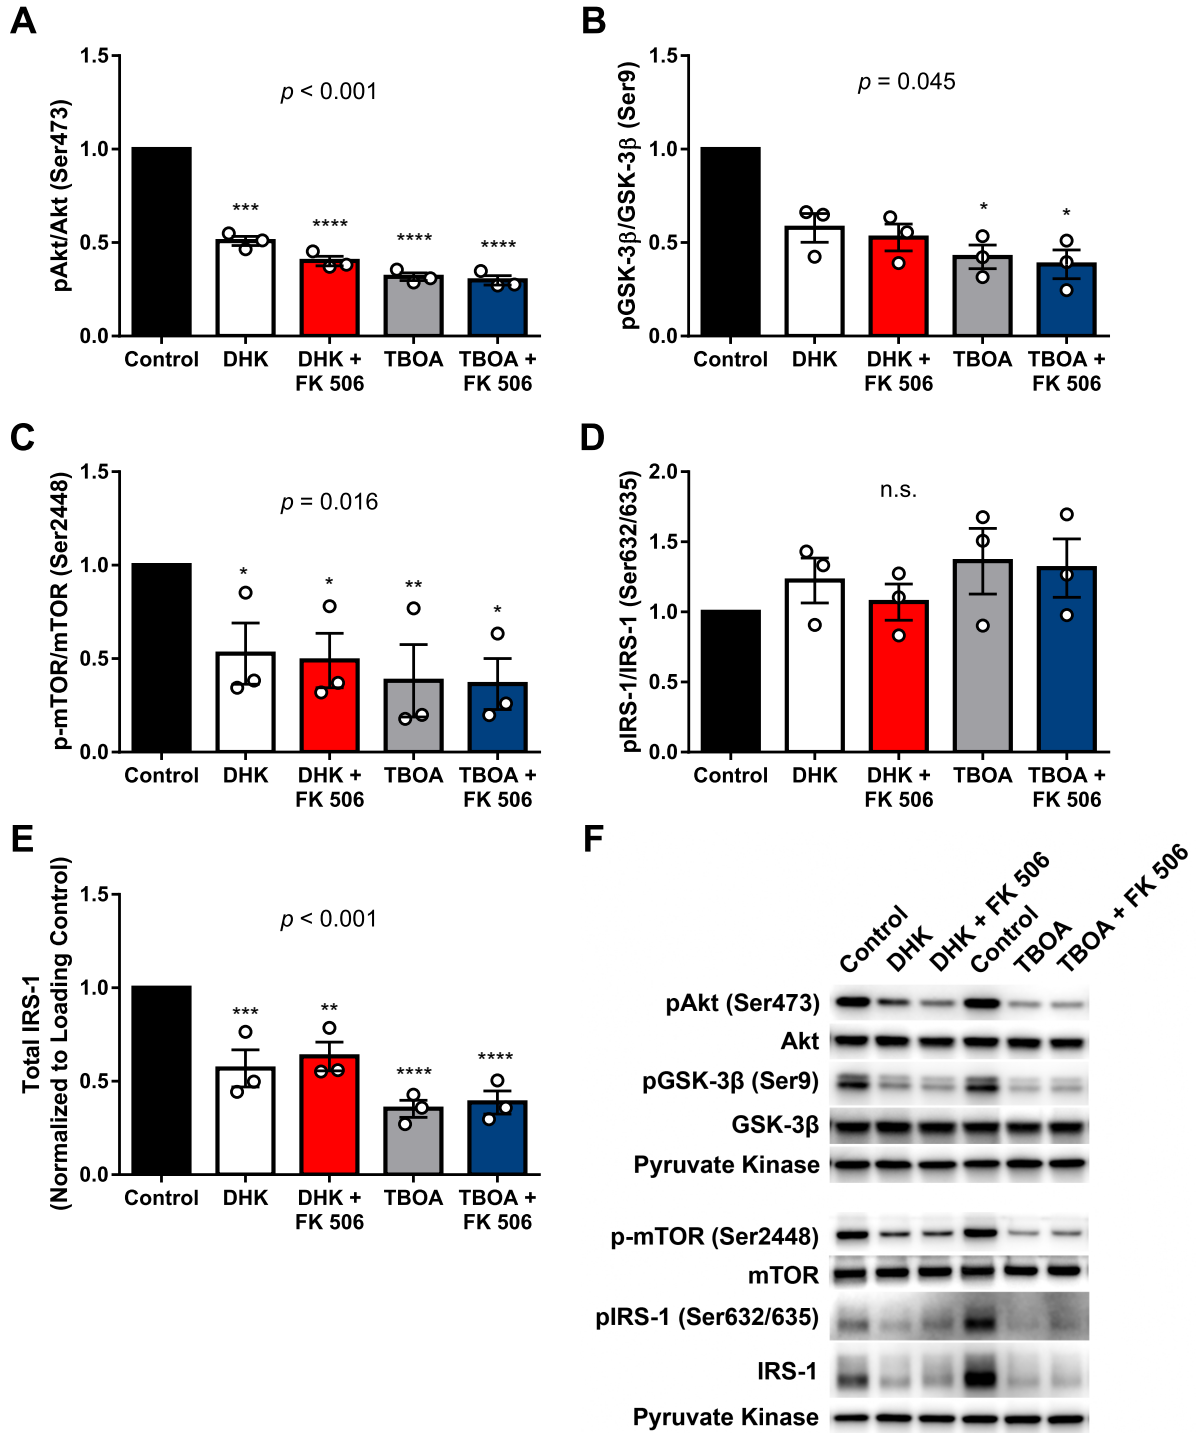 A
pAkt/Akt (Ser473)
1.5
1.0
0.5
0.0
p < 0.001
***
****
****
****
Control
DHK
DHK +
FK 506
TBOA
TBOA +
FK 506
B
pGSK-3β/GSK-3β (Ser9)
1.5
1.0
0.5
0.0
p = 0.045
*
*
Control
DHK
DHK +
FK 506
TBOA
TBOA +
FK 506
C
p-mTOR/mTOR (Ser2448)
1.5
1.0
0.5
0.0
p = 0.016
*
*
**
*
Control
DHK
DHK +
FK 506
TBOA
TBOA +
FK 506
D
pIRS-1/IRS-1 (Ser632/635)
2.0
1.5
1.0
0.5
0.0
n.s.
Control
DHK
DHK +
FK 506
TBOA
TBOA +
FK 506
E
Total IRS-1
(Normalized to Loading Control)
1.5
1.0
0.5
0.0
p < 0.001
***
**
****
****
Control
DHK
DHK +
FK 506
TBOA
TBOA +
FK 506
F
Control
DHK
DHK + FK 506
Control
TBOA
TBOA + FK 506
pAkt (Ser473)
Akt
pGSK-3β (Ser9)
GSK-3β
Pyruvate Kinase
p-mTOR (Ser2448)
mTOR
pIRS-1 (Ser632/635)
IRS-1
Pyruvate Kinase